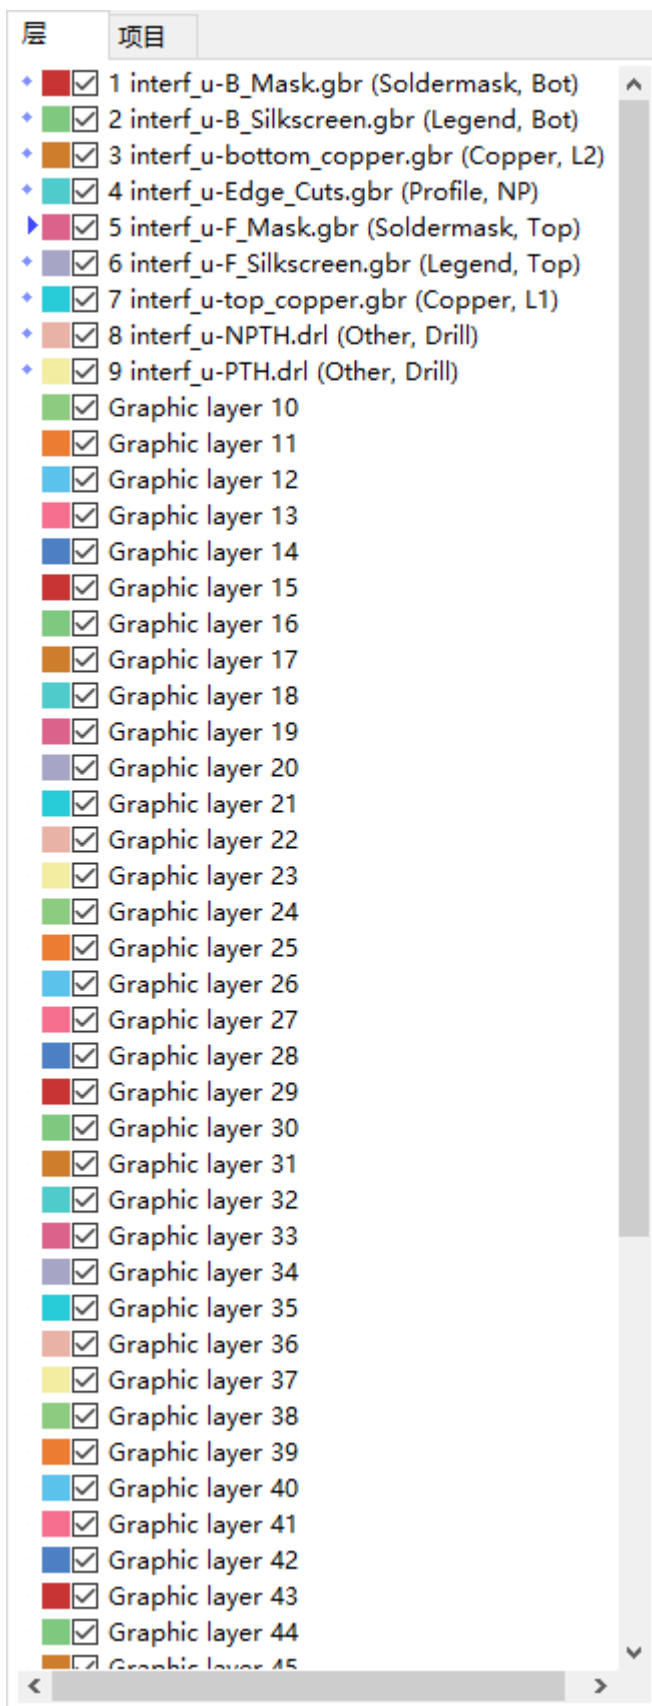 层 项目
1 interf_u-B_Mask.gbr (Soldermask, Bot)
2 interf_u-B_Silkscreen.gbr (Legend, Bot)
3 interf_u-bottom_copper.gbr (Copper, L2)
4 interf_u-Edge_Cuts.gbr (Profile, NP)
5 interf_u-F_Mask.gbr (Soldermask, Top)
6 interf_u-F_Silkscreen.gbr (Legend, Top)
7 interf_u-top_copper.gbr (Copper, L1)
8 interf_u-NPTH.drl (Other, Drill)
9 interf_u-PTH.drl (Other, Drill)
Graphic layer 10
Graphic layer 11
Graphic layer 12
Graphic layer 13
Graphic layer 14
Graphic layer 15
Graphic layer 16
Graphic layer 17
Graphic layer 18
Graphic layer 19
Graphic layer 20
Graphic layer 21
Graphic layer 22
Graphic layer 23
Graphic layer 24
Graphic layer 25
Graphic layer 26
Graphic layer 27
Graphic layer 28
Graphic layer 29
Graphic layer 30
Graphic layer 31
Graphic layer 32
Graphic layer 33
Graphic layer 34
Graphic layer 35
Graphic layer 36
Graphic layer 37
Graphic layer 38
Graphic layer 39
Graphic layer 40
Graphic layer 41
Graphic layer 42
Graphic layer 43
Graphic layer 44
Graphic layer 45